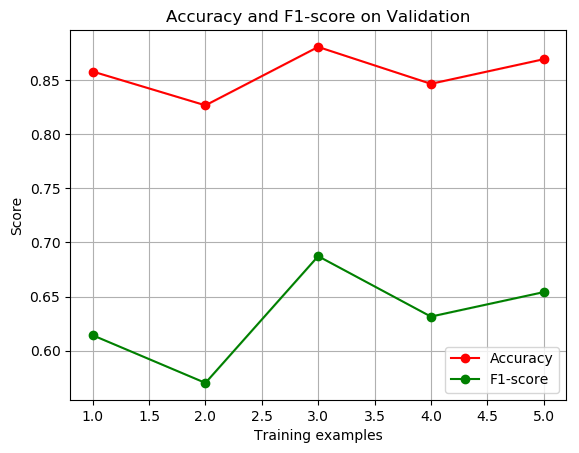 Accuracy and F1-score on Validation
0.85
0.80
0.75
0.70
0.65
0.60
Score
1.0 1.5 2.0 2.5 3.0 3.5 4.0 4.5 5.0
Training examples
Accuracy
F1-score